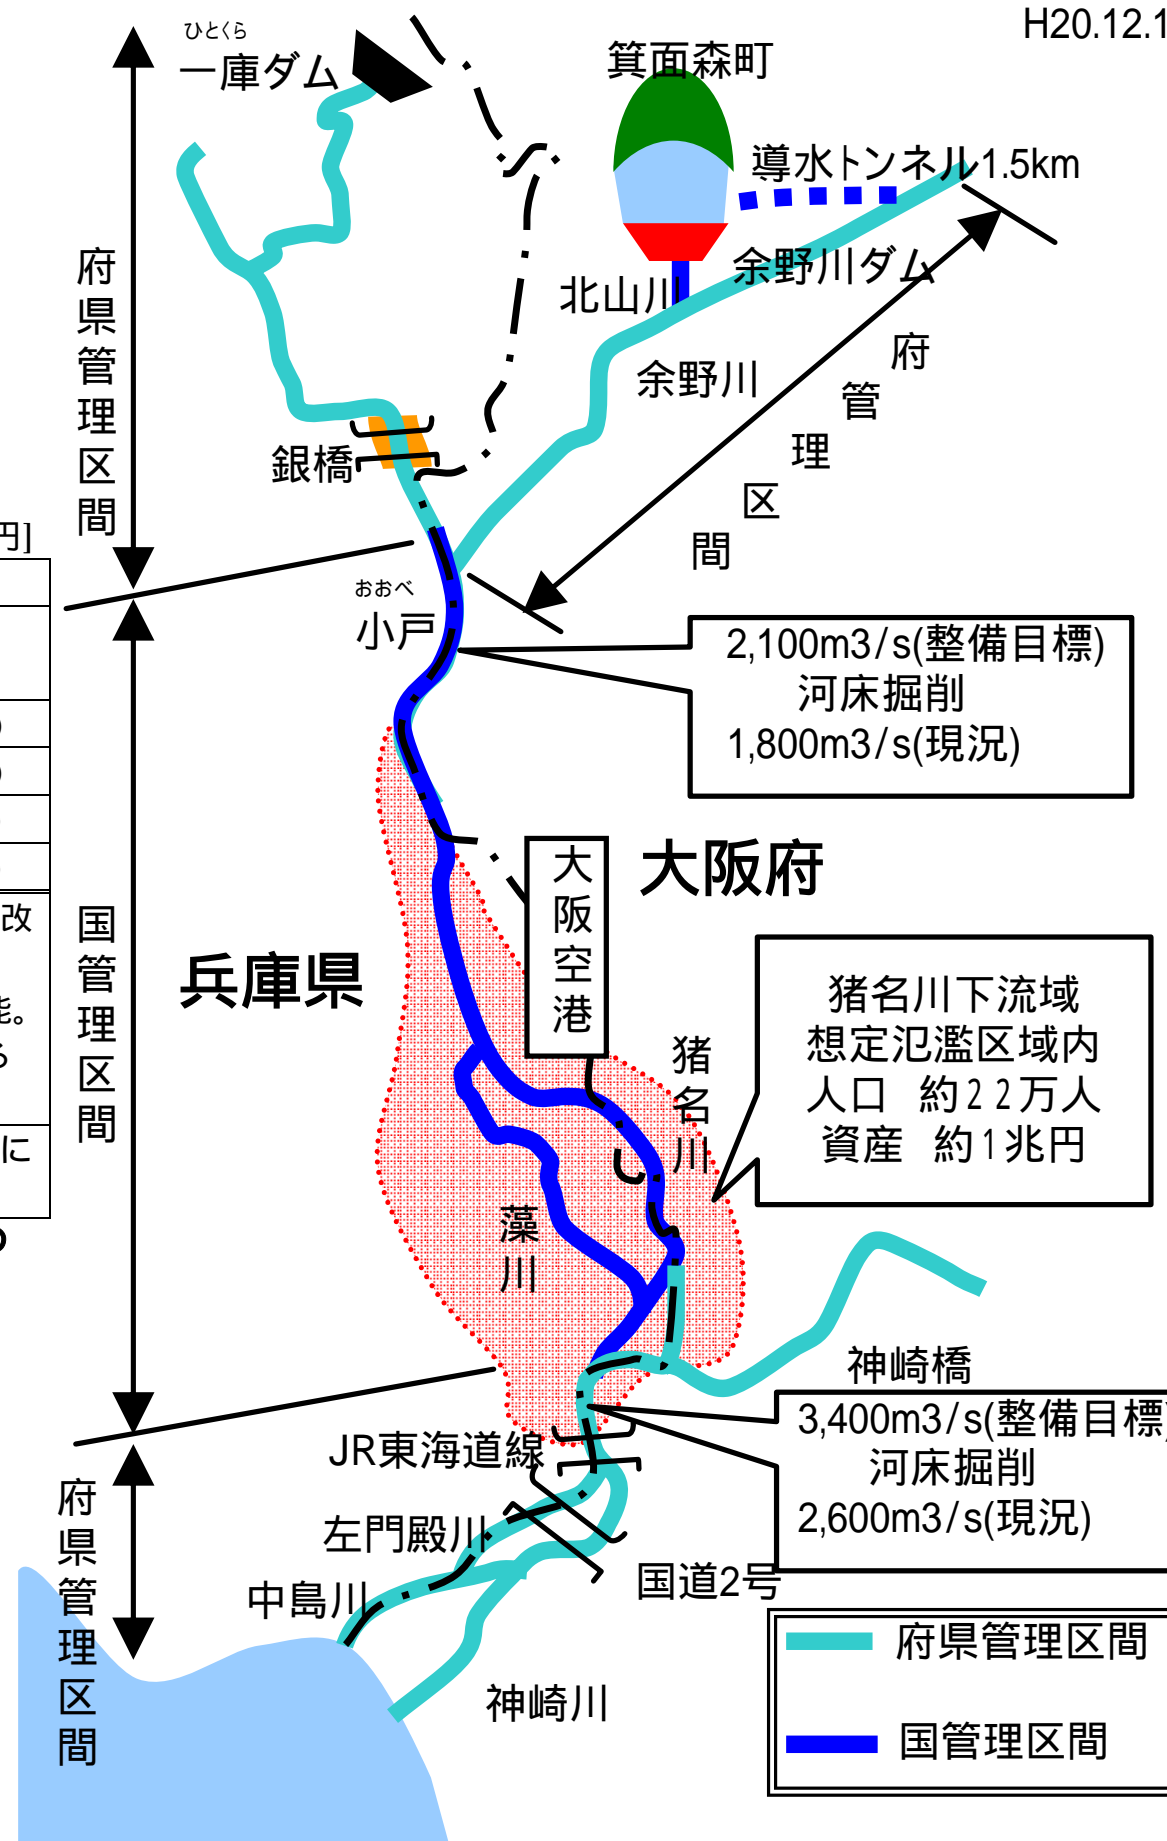 H20.12.1
ひとくら
一庫ダム
箕面森町
導水トンネル1.5km
余野川ダム
北山川
余野川
府県管理区間
府管理区間
銀橋
円]
おおべ
小戸
2,100m3/s(整備目標)
河床掘削
1,800m3/s(現況)
大阪府
大阪空港
兵庫県
国管理区間
改
能。
る
に
猪名川下流域
想定氾濫区域内
人口 約22万人
資産 約1兆円
猪名川
藻川
神崎橋
3,400m3/s(整備目標)
河床掘削
2,600m3/s(現況)
JR東海道線
府県管理区間
左門殿川
中島川
国道2号
神崎川
府県管理区間
国管理区間